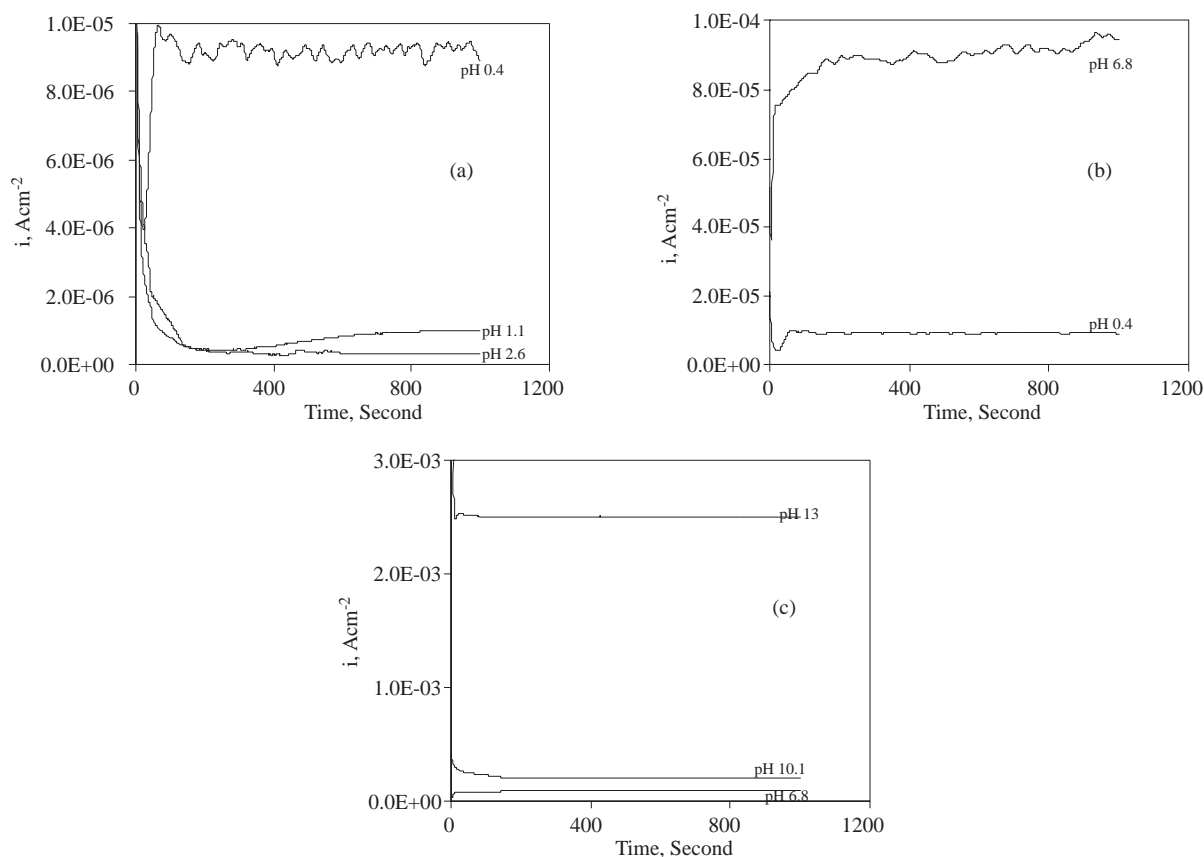 1.0E-05
8.0E-06
6.0E-06
4.0E-06
2.0E-06
0.0E+00
i, Acm-2
0
400
800
1200
Time, Second
pH 0.4
(a)
pH 1.1
pH 2.6
1.0E-04
8.0E-05
6.0E-05
4.0E-05
2.0E-05
0.0E+00
i, Acm-2
0
400
800
1200
Time, Second
pH 6.8
(b)
pH 0.4
3.0E-03
2.0E-03
1.0E-03
0.0E+00
i, Acm-2
0
400
800
1200
Time, Second
pH 13
(c)
pH 10.1
pH 6.8